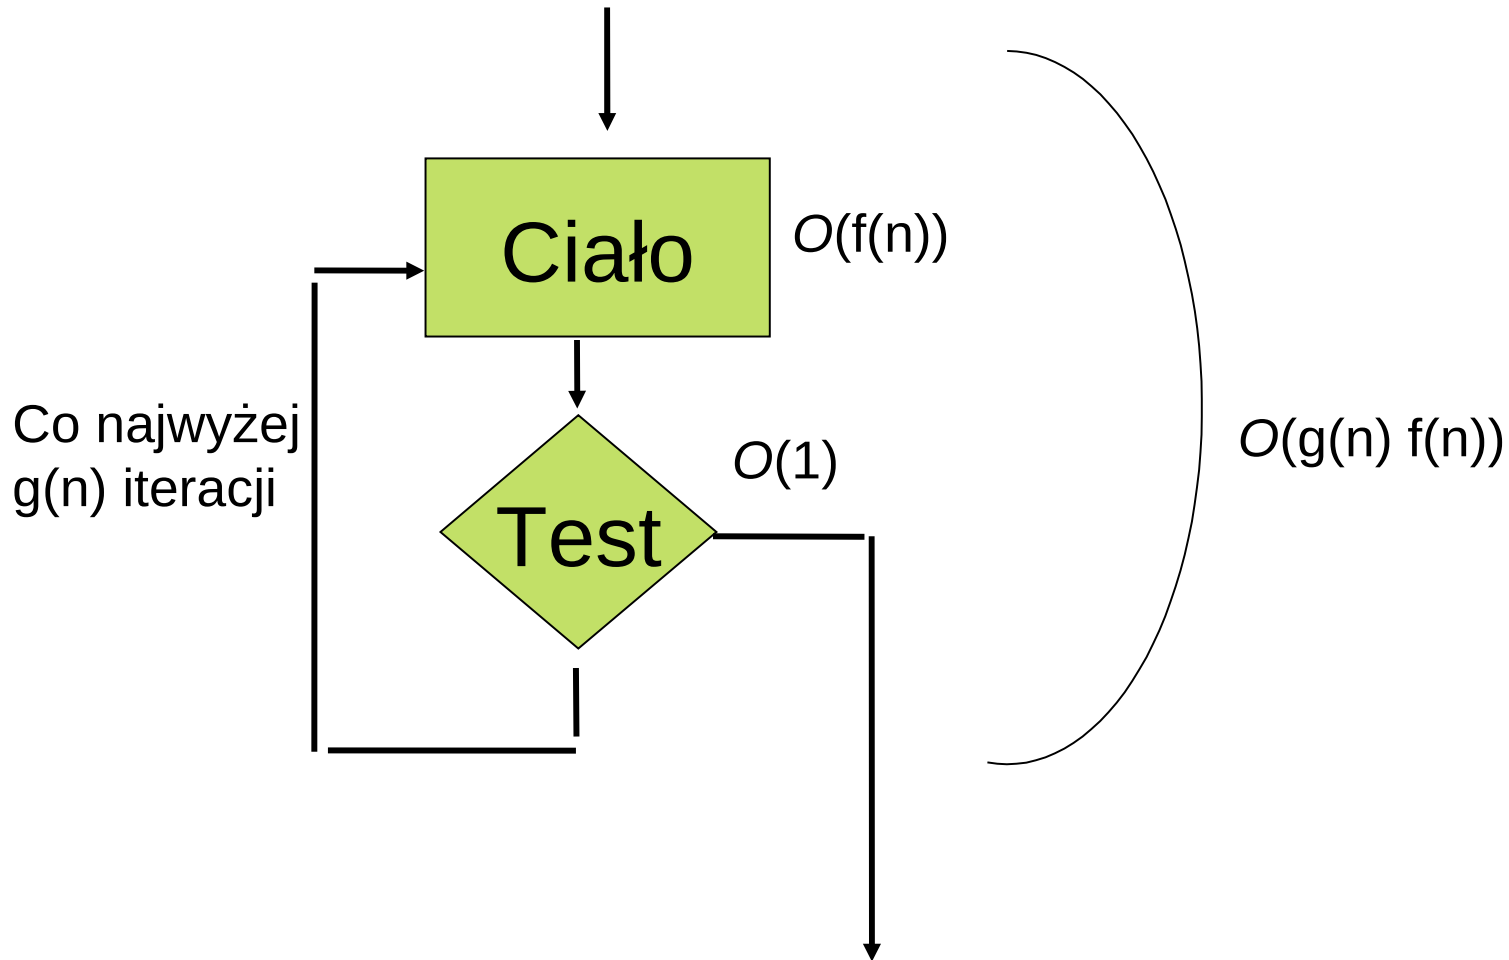 Ciało
O(f(n))
Co najwyżej
g(n) iteracji
O(1)
Test
O(g(n) f(n))